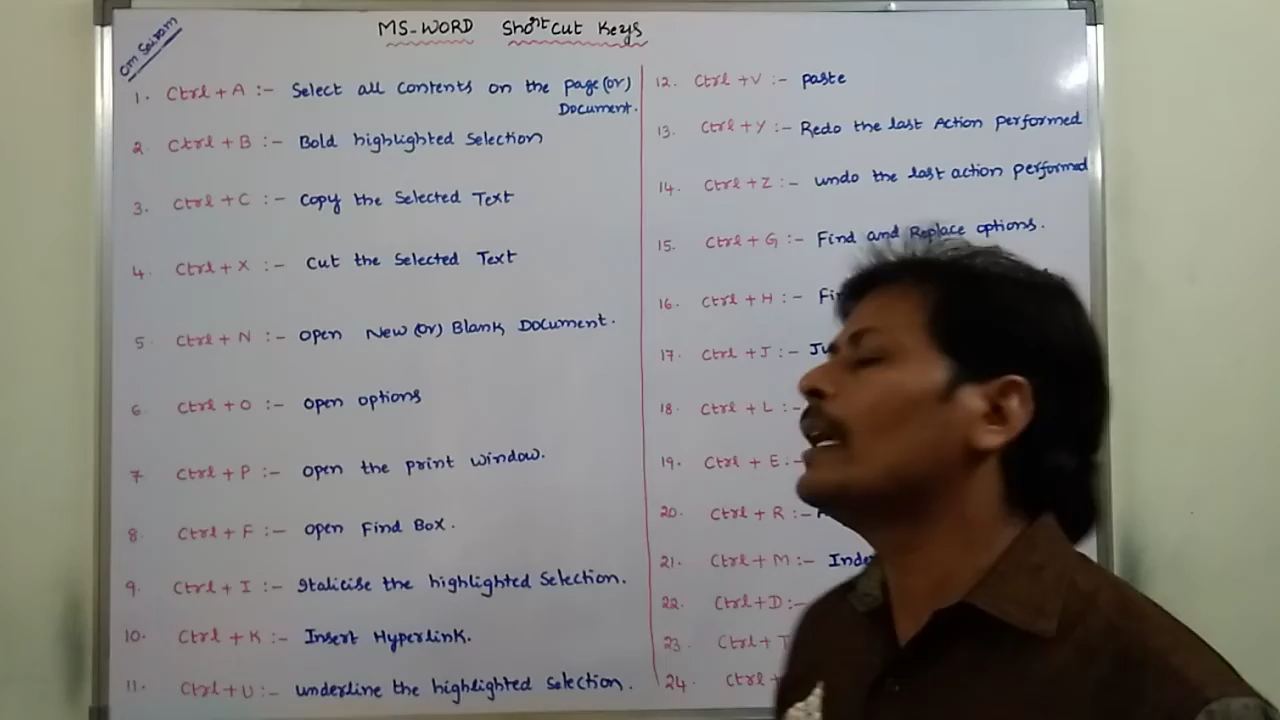 Om Sairam
MS-WORD Shortcut Keys
1. Ctrl + A :- Select all contents on the page (or)
Document.
2. Ctrl + B :- Bold highlighted Selection
3. Ctrl + C :- Copy the Selected Text
4. Ctrl + X :- Cut the Selected Text
5. Ctrl + N :- Open New (or) Blank Document.
6. Ctrl + O :- Open options
7. Ctrl + P :- Open the print window.
8. Ctrl + F :- Open Find Box.
9. Ctrl + I :- Italicise the highlighted Selection.
10. Ctrl + K :- Insert Hyperlink.
11. Ctrl + U :- underline the highlighted selection.
12. Ctrl + V :- paste
13. Ctrl + Y :- Redo the last Action performed
14. Ctrl + Z :- undo the last action performed
15. Ctrl + G :- Find and Replace options.
16. Ctrl + H :-
17. Ctrl + J :-
18. Ctrl + L :-
19. Ctrl + E :-
20. Ctrl + R :-
21. Ctrl + M :-
22. Ctrl + D :-
23. Ctrl + T
24. Ctrl +